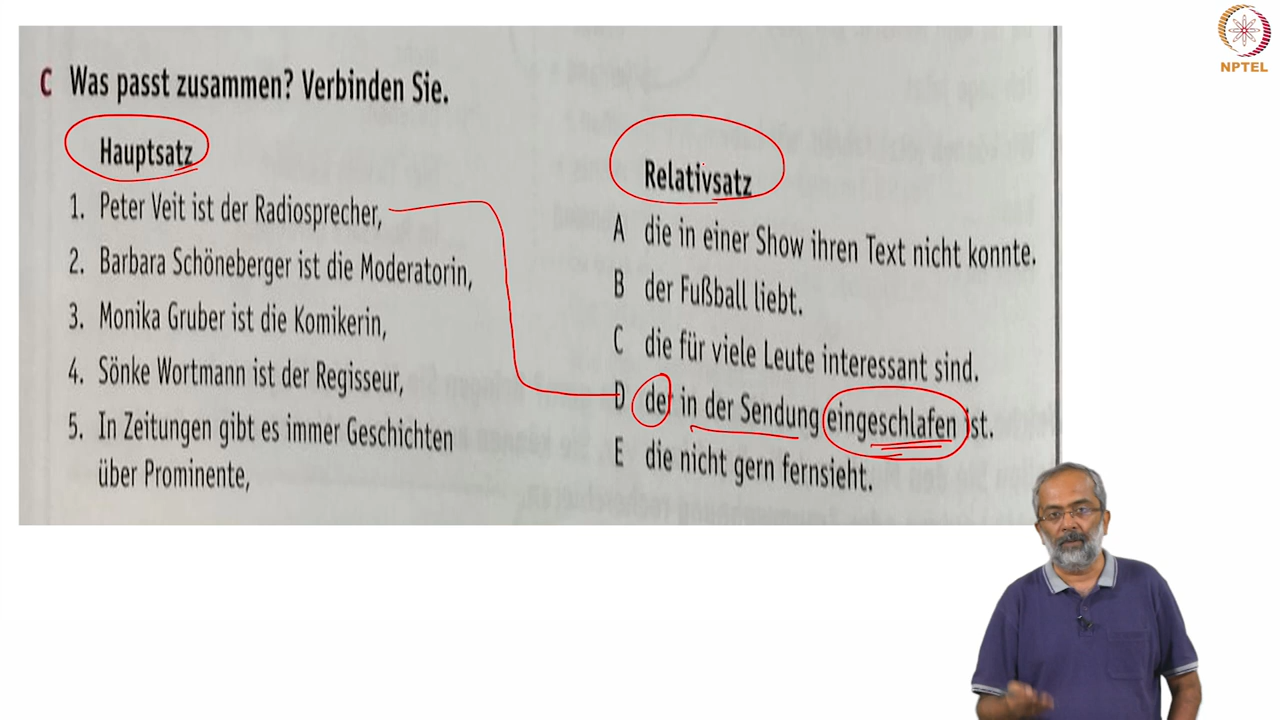 NPTEL
C Was passt zusammen? Verbinden Sie.
Hauptsatz
1. Peter Veit ist der Radiosprecher,
2. Barbara Schöneberger ist die Moderatorin,
3. Monika Gruber ist die Komikerin,
4. Sönke Wortmann ist der Regisseur,
5. In Zeitungen gibt es immer Geschichten
über Prominente,
Relativsatz
A die in einer Show ihren Text nicht konnte.
B der Fußball liebt.
C die für viele Leute interessant sind.
D der in der Sendung eingeschlafen ist.
E die nicht gern fernsieht.